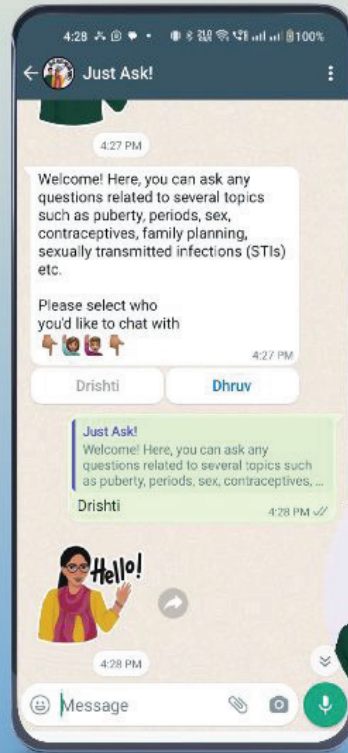 4:28
100%
Just Ask!
4:27 PM
Welcome! Here, you can ask any
questions related to several topics
such as puberty, periods, sex,
contraceptives, family planning,
sexually transmitted infections (STIs)
etc.
Please select who
you'd like to chat with
4:27 PM
Drishti
Dhruv
Just Ask!
Welcome! Here, you can ask any
questions related to several topics such
as puberty, periods, sex, contraceptives, ...
Drishti
4:28 PM
Hello!
4:28 PM
Message